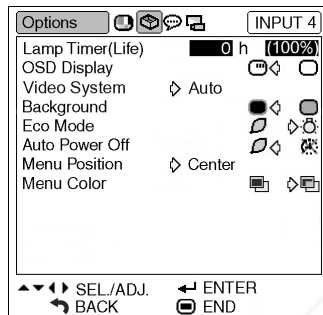 Options INPUT 4
Lamp Timer(Life) 0 h (100%)
OSD Display
Video System Auto
Background
Eco Mode
Auto Power Off
Menu Position Center
Menu Color
SEL./ADJ. ENTER
BACK END